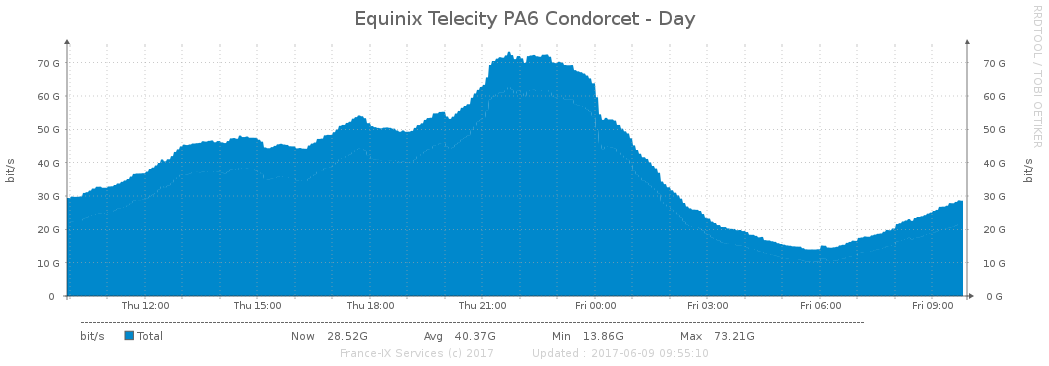 Equinix Telecity PA6 Condorcet - Day
RRDTOOL / TOBI OETIKER
bit/s
70 G
60 G
50 G
40 G
30 G
20 G
10 G
0
70 G
60 G
50 G
40 G
30 G
20 G
10 G
0 G
bit/s
Thu 12:00 Thu 15:00 Thu 18:00 Thu 21:00 Fri 00:00 Fri 03:00 Fri 06:00 Fri 09:00
bit/s Total Now 28.52G Avg 40.37G Min 13.86G Max 73.21G
France-IX Services (c) 2017 Updated : 2017-06-09 09:55:10